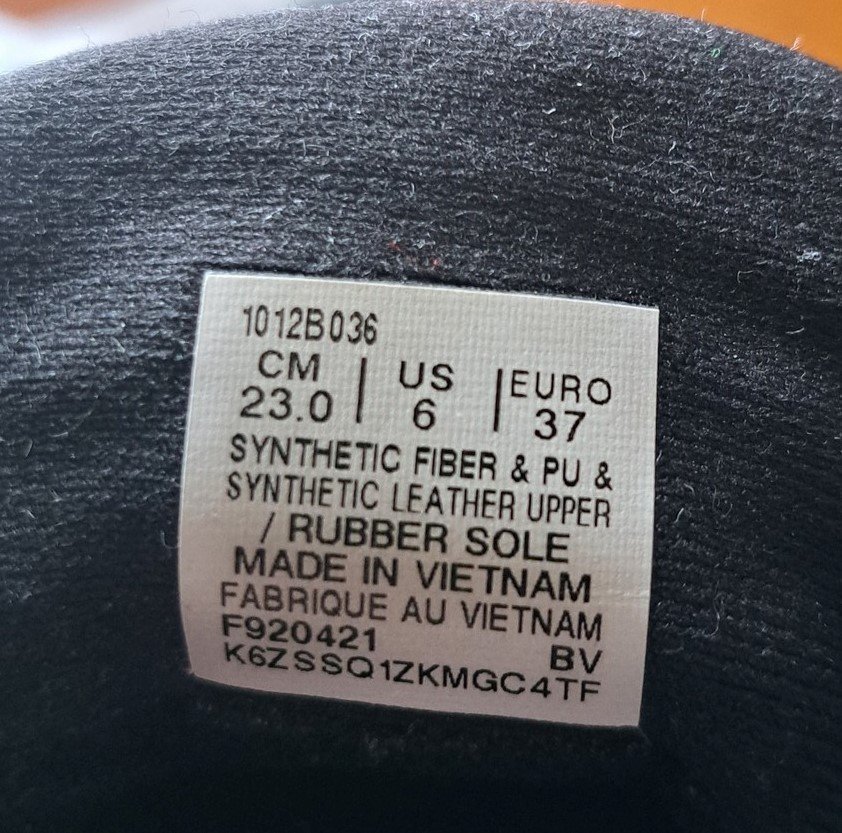 1012B036
CM | US | EURO
23.0 | 6 | 37
SYNTHETIC FIBER & PU &
SYNTHETIC LEATHER UPPER
/ RUBBER SOLE
MADE IN VIETNAM
FABRIQUE AU VIETNAM
F920421 BV
K6ZSSQ1ZKMGC4TF